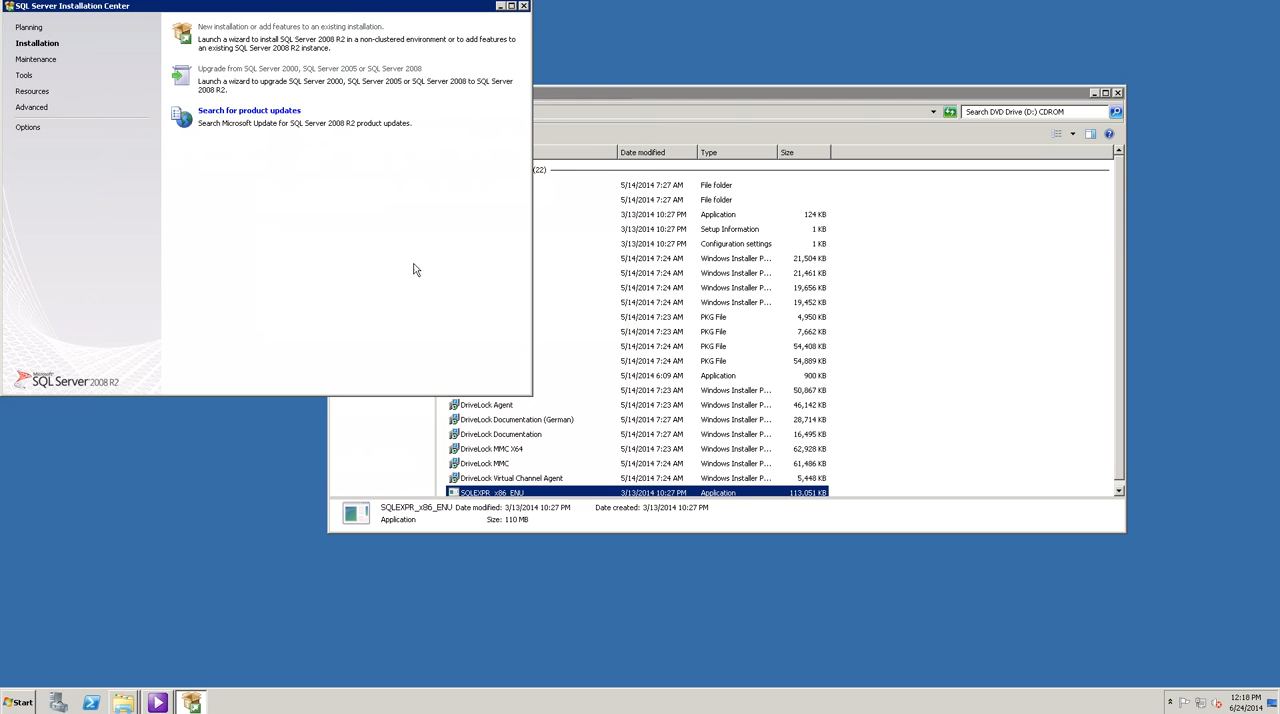 SQL Server Installation Center
Planning
Installation
Maintenance
Tools
Resources
Advanced
Options
Microsoft
SQL Server 2008 R2
New installation or add features to an existing installation.
Launch a wizard to install SQL Server 2008 R2 in a non-clustered environment or to add features to
an existing SQL Server 2008 R2 instance.
Upgrade from SQL Server 2000, SQL Server 2005 or SQL Server 2008
Launch a wizard to upgrade SQL Server 2000, SQL Server 2005 or SQL Server 2008 to SQL Server
2008 R2.
Search for product updates
Search Microsoft Update for SQL Server 2008 R2 product updates.
Search DVD Drive (D:) CDROM
Date modified Type Size
(22)
5/14/2014 7:27 AM File folder
5/14/2014 7:27 AM File folder
3/13/2014 10:27 PM Application 124 KB
3/13/2014 10:27 PM Setup Information 1 KB
3/13/2014 10:27 PM Configuration settings 1 KB
5/14/2014 7:24 AM Windows Installer P... 21,504 KB
5/14/2014 7:24 AM Windows Installer P... 21,461 KB
5/14/2014 7:24 AM Windows Installer P... 19,656 KB
5/14/2014 7:24 AM Windows Installer P... 19,452 KB
5/14/2014 7:23 AM PKG File 4,950 KB
5/14/2014 7:23 AM PKG File 7,662 KB
5/14/2014 7:24 AM PKG File 54,408 KB
5/14/2014 7:24 AM PKG File 54,889 KB
5/14/2014 6:09 AM Application 900 KB
5/14/2014 7:23 AM Windows Installer P... 50,867 KB
DriveLock Agent 5/14/2014 7:23 AM Windows Installer P... 46,142 KB
DriveLock Documentation (German) 5/14/2014 7:27 AM Windows Installer P... 28,714 KB
DriveLock Documentation 5/14/2014 7:27 AM Windows Installer P... 16,495 KB
DriveLock MMC X64 5/14/2014 7:23 AM Windows Installer P... 62,928 KB
DriveLock MMC 5/14/2014 7:24 AM Windows Installer P... 61,486 KB
DriveLock Virtual Channel Agent 5/14/2014 7:24 AM Windows Installer P... 5,448 KB
SQLEXPR_x86_ENU 3/13/2014 10:27 PM Application 113,051 KB
SQLEXPR_x86_ENU Date modified: 3/13/2014 10:27 PM Date created: 3/13/2014 10:27 PM
Application Size: 110 MB
Start
12:18 PM
6/24/2014